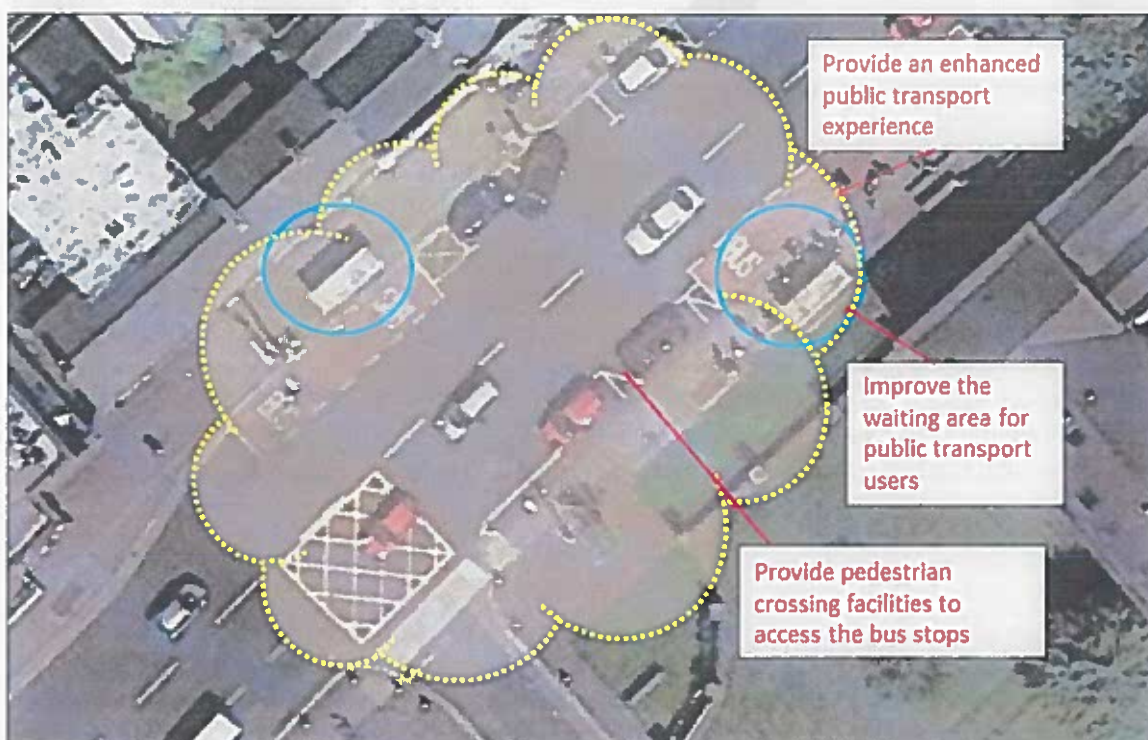 Provide an enhanced
public transport
experience
Improve the
waiting area for
public transport
users
Provide pedestrian
crossing facilities to
access the bus stops